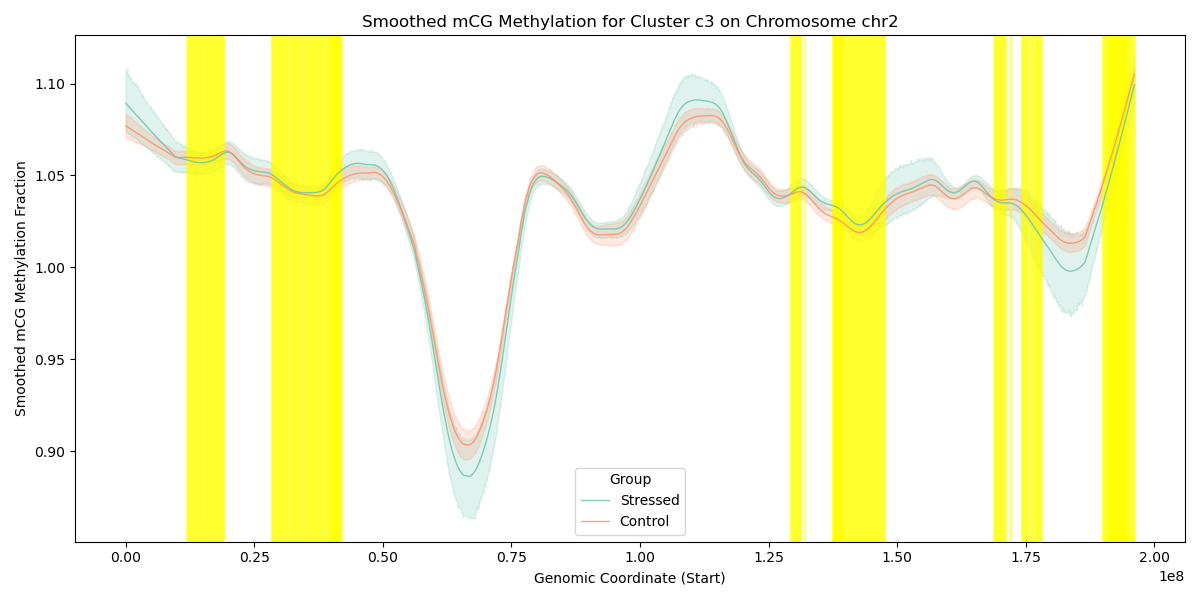 Smoothed mCG Methylation for Cluster c3 on Chromosome chr2
Smoothed mCG Methylation Fraction
1.10
1.05
1.00
0.95
0.90
Group
Stressed
Control
0.00 0.25 0.50 0.75 1.00 1.25 1.50 1.75 2.00
1e8
Genomic Coordinate (Start)